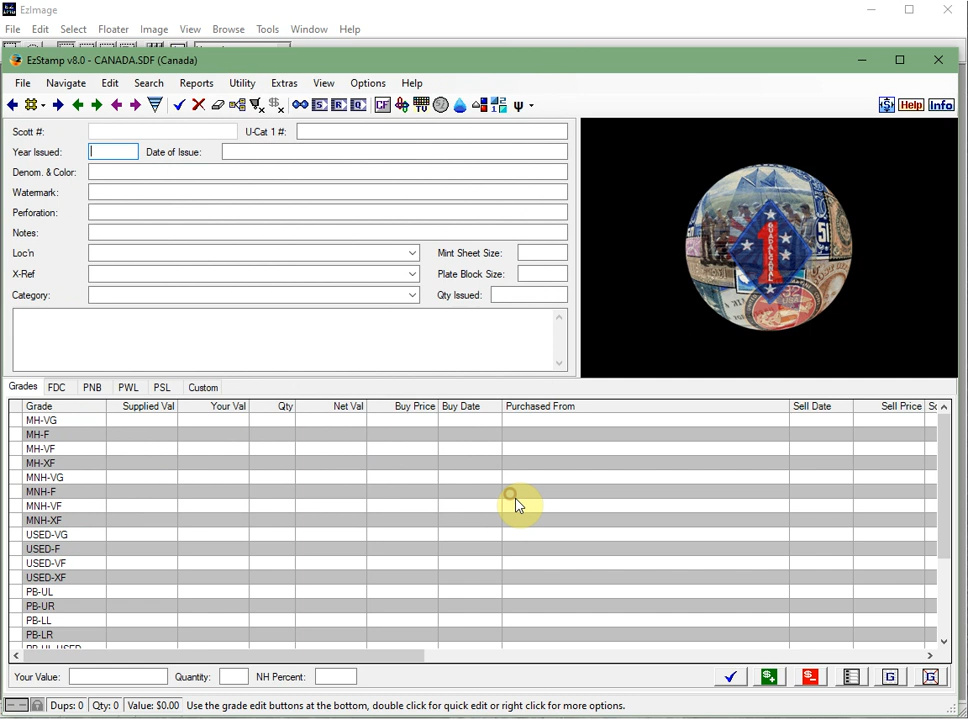 EzImage
File Edit Select Floater Image View Browse Tools Window Help
EzStamp v8.0 - CANADA.SDF (Canada)
File Navigate Edit Search Reports Utility Extras View Options Help
S R Q CF TV Help Info
Scott #: U-Cat 1 #:
Year Issued: Date of Issue:
Denom. & Color:
Watermark:
Perforation:
Notes:
Loc'n Mint Sheet Size:
X-Ref Plate Block Size:
Category: Qty Issued:
GUADALCANAL
1
32
USA
Grades FDC PNB PWL PSL Custom
Grade Supplied Val Your Val Qty Net Val Buy Price Buy Date Purchased From Sell Date Sell Price
MH-VG
MH-F
MH-VF
MH-XF
MNH-VG
MNH-F
MNH-VF
MNH-XF
USED-VG
USED-F
USED-VF
USED-XF
PB-UL
PB-UR
PB-LL
PB-LR
PB-UL-USED
Your Value: Quantity: NH Percent: G G
Dups: 0 Qty: 0 Value: $0.00 Use the grade edit buttons at the bottom, double click for quick edit or right click for more options.